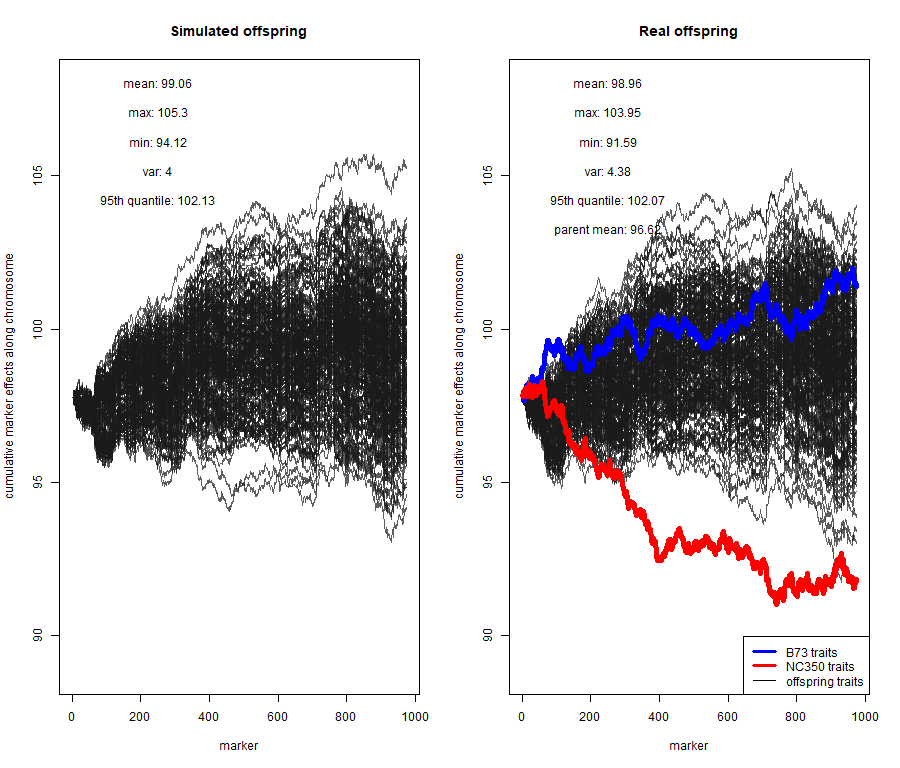 Simulated offspring
mean: 99.06
max: 105.3
min: 94.12
var: 4
95th quantile: 102.13
cumulative marker effects along chromosome
90
95
100
105
0
200
400
600
800
1000
marker
Real offspring
mean: 98.96
max: 103.95
min: 91.59
var: 4.38
95th quantile: 102.07
parent mean: 96.62
cumulative marker effects along chromosome
90
95
100
105
B73 traits
NC350 traits
offspring traits
0
200
400
600
800
1000
marker